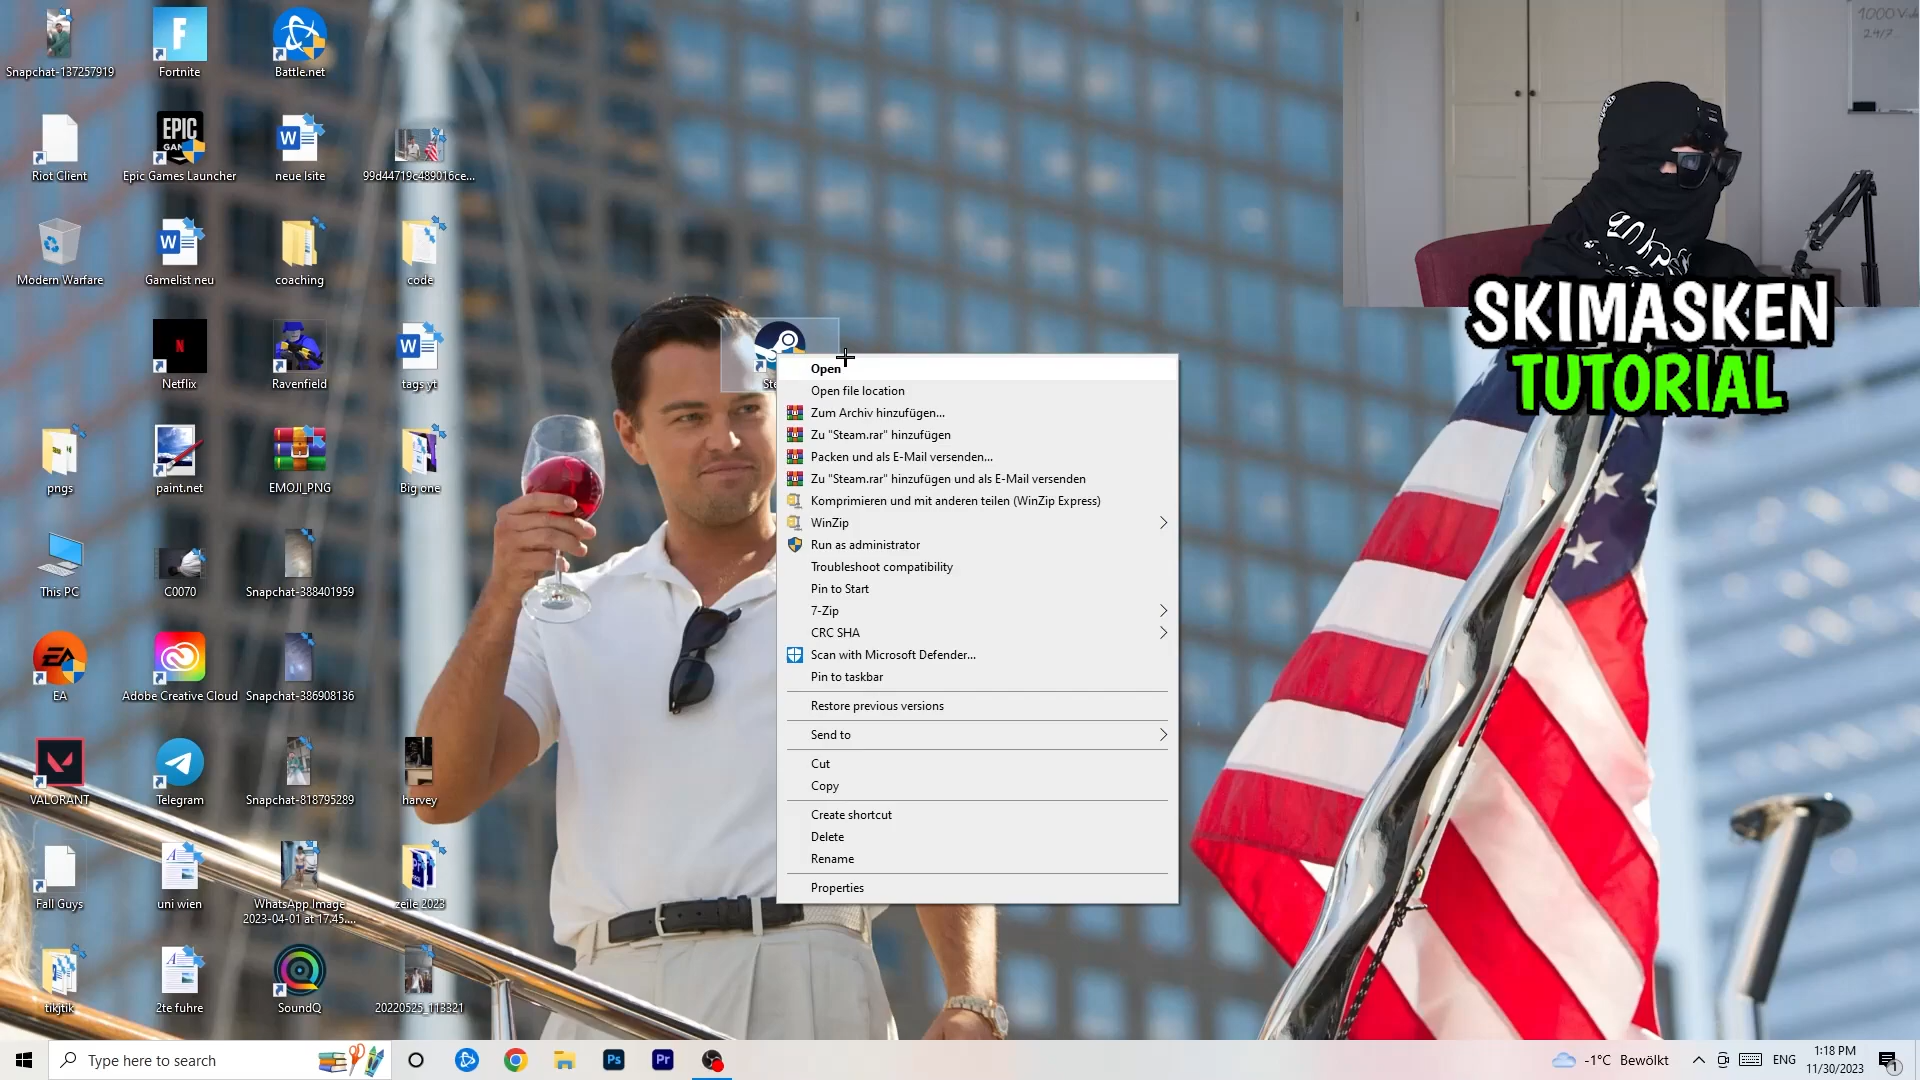 Snapchat-137257919
Fortnite
Battle.net
Riot Client
EPIC
Epic Games Launcher
neue lsite
99d44719c489016ce...
Modern Warfare
Gamelist neu
coaching
code
Netflix
Ravenfield
tags.yt
pngs
paint.net
EMOJI_PNG
Big one
This PC
C0070
Snapchat-388401959
EA
Adobe Creative Cloud
Snapchat-386908136
VALORANT
Telegram
Snapchat-818795289
harvey
Fall Guys
uni wien
WhatsApp Image
2023-04-01 at 17.45....
zeile 2023
tikjtik
2te fuhre
SoundQ
20220525_113321
Open
Open file location
Zum Archiv hinzufügen...
Zu "Steam.rar" hinzufügen
Packen und als E-Mail versenden...
Zu "Steam.rar" hinzufügen und als E-Mail versenden
Komprimieren und mit anderen teilen (WinZip Express)
WinZip
Run as administrator
Troubleshoot compatibility
Pin to Start
7-Zip
CRC SHA
Scan with Microsoft Defender...
Pin to taskbar
Restore previous versions
Send to
Cut
Copy
Create shortcut
Delete
Rename
Properties
24/7
SKIMASKEN
TUTORIAL
Type here to search
Ps
Pr
-1°C Bewölkt
ENG
1:18 PM
11/30/2023
1